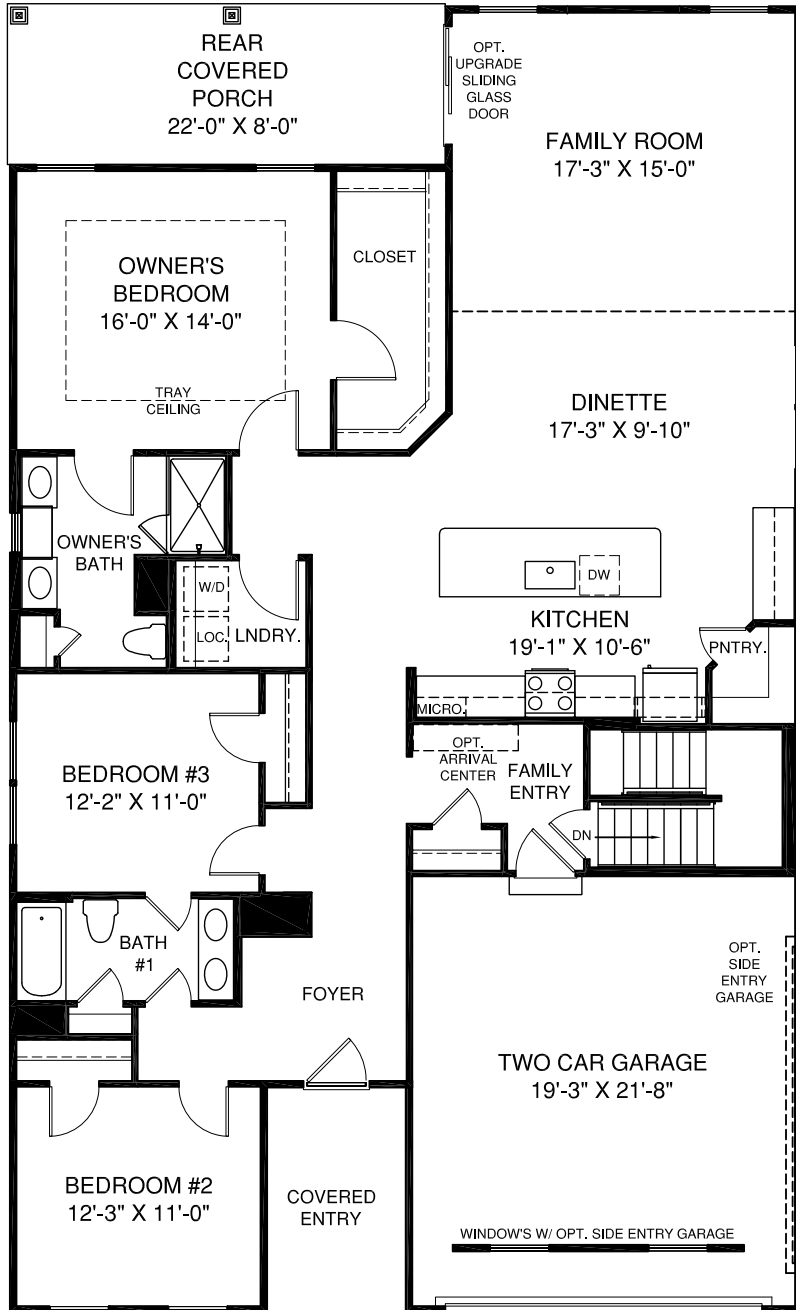 REAR
COVERED
PORCH
22'-0" X 8'-0"
OPT.
UPGRADE
SLIDING
GLASS
DOOR
FAMILY ROOM
17'-3" X 15'-0"
CLOSET
OWNER'S
BEDROOM
16'-0" X 14'-0"
TRAY
CEILING
DINETTE
17'-3" X 9'-10"
OWNER'S
BATH
W/D
LOC.
LNDRY.
DW
KITCHEN
19'-1" X 10'-6"
PNTRY.
MICRO.
OPT.
ARRIVAL
CENTER
FAMILY
ENTRY
DN
BEDROOM #3
12'-2" X 11'-0"
BATH
#1
FOYER
OPT.
SIDE
ENTRY
GARAGE
TWO CAR GARAGE
19'-3" X 21'-8"
BEDROOM #2
12'-3" X 11'-0"
COVERED
ENTRY
WINDOW'S W/ OPT. SIDE ENTRY GARAGE